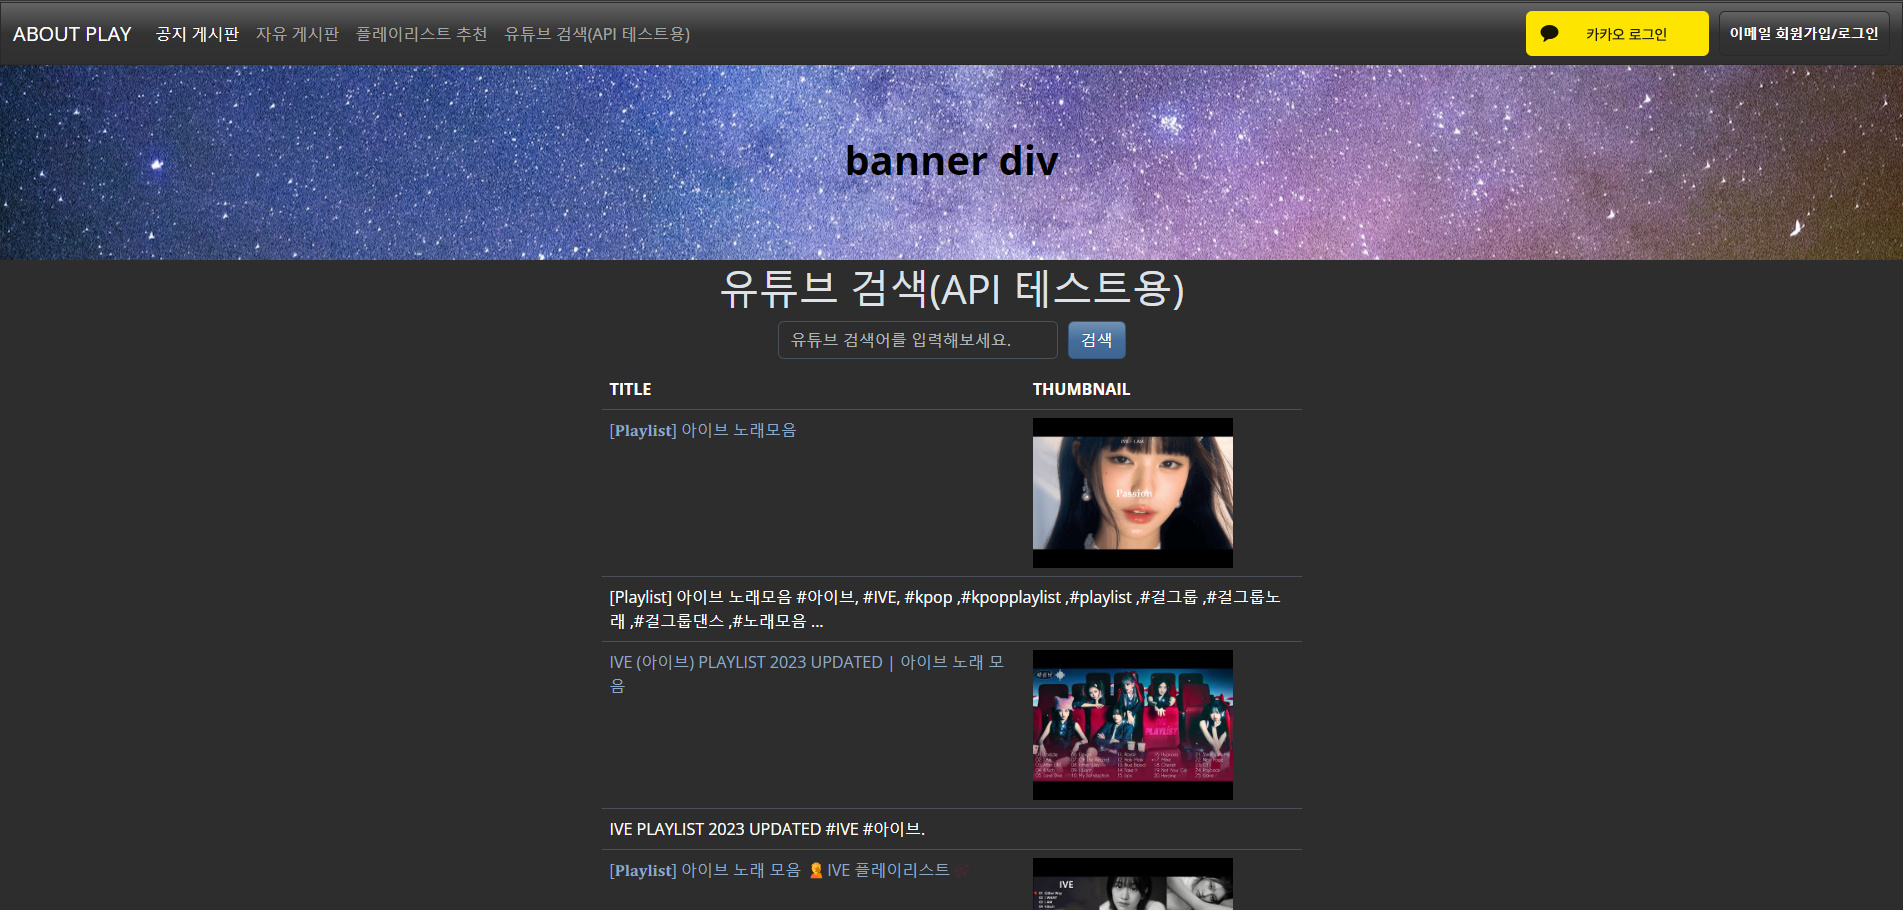 ABOUT PLAY 공지 게시판 자유 게시판 플레이리스트 추천 유튜브 검색(API 테스트용) 카카오 로그인 이메일 회원가입/로그인
banner div
유튜브 검색(API 테스트용)
유튜브 검색어를 입력해보세요. 검색
TITLE THUMBNAIL
[Playlist] 아이브 노래모음
IVE - I AM
Passion
[Playlist] 아이브 노래모음 #아이브, #IVE, #kpop ,#kpopplaylist ,#playlist ,#걸그룹 ,#걸그룹노
래 ,#걸그룹댄스 ,#노래모음 ...
IVE (아이브) PLAYLIST 2023 UPDATED | 아이브 노래 모
음
PLAYLIST
IVE PLAYLIST 2023 UPDATED #IVE #아이브.
[Playlist] 아이브 노래 모음 🙎IVE 플레이리스트
IVE